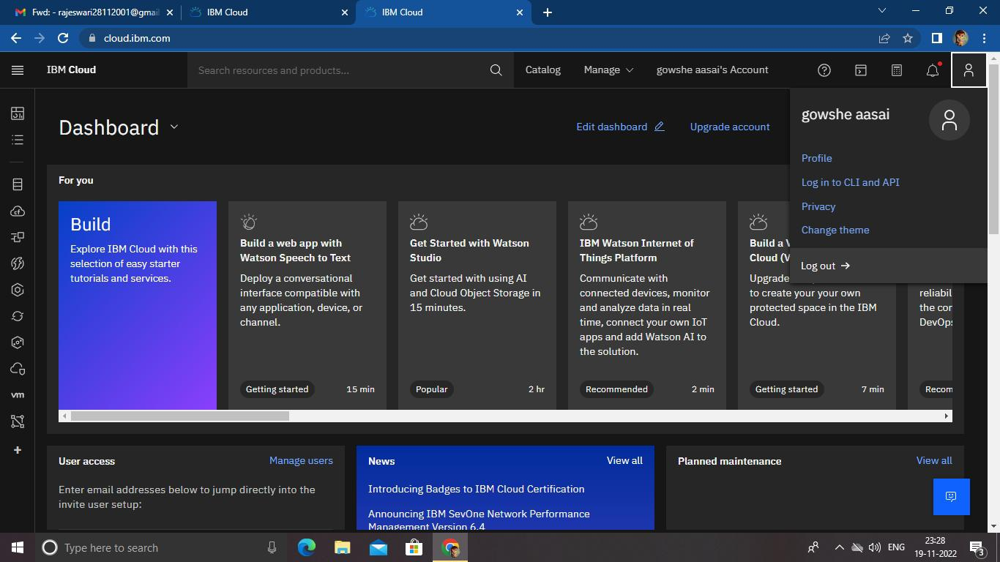 Fwd: - rajeswari28112001@gmail
IBM Cloud
IBM Cloud
cloud.ibm.com
IBM Cloud
Search resources and products...
Catalog
Manage
gowshe aasai's Account
Dashboard
Edit dashboard
Upgrade account
gowshe aasai
Profile
Log in to CLI and API
Privacy
Change theme
Log out
For you
Build
Explore IBM Cloud with this
selection of easy starter
tutorials and services.
Build a web app with
Watson Speech to Text
Deploy a conversational
interface compatible with
any application, device, or
channel.
Getting started
15 min
Get Started with Watson
Studio
Get started with using AI
and Cloud Object Storage in
15 minutes.
Popular
2 hr
IBM Watson Internet of
Things Platform
Communicate with
connected devices, monitor
and analyze data in real
time, connect your own IoT
apps and add Watson AI to
the solution.
Recommended
2 min
Build a V
Cloud (V
Upgrade
to create your your own
protected space in the IBM
Cloud.
Getting started
7 min
reliabil
the cor
DevOps
Recom
User access
Manage users
Enter email addresses below to jump directly into the
invite user setup:
News
View all
Introducing Badges to IBM Cloud Certification
Announcing IBM SevOne Network Performance
Management Version 6.4
Planned maintenance
View all
cf
vm
Type here to search
ENG
23:28
19-11-2022
3